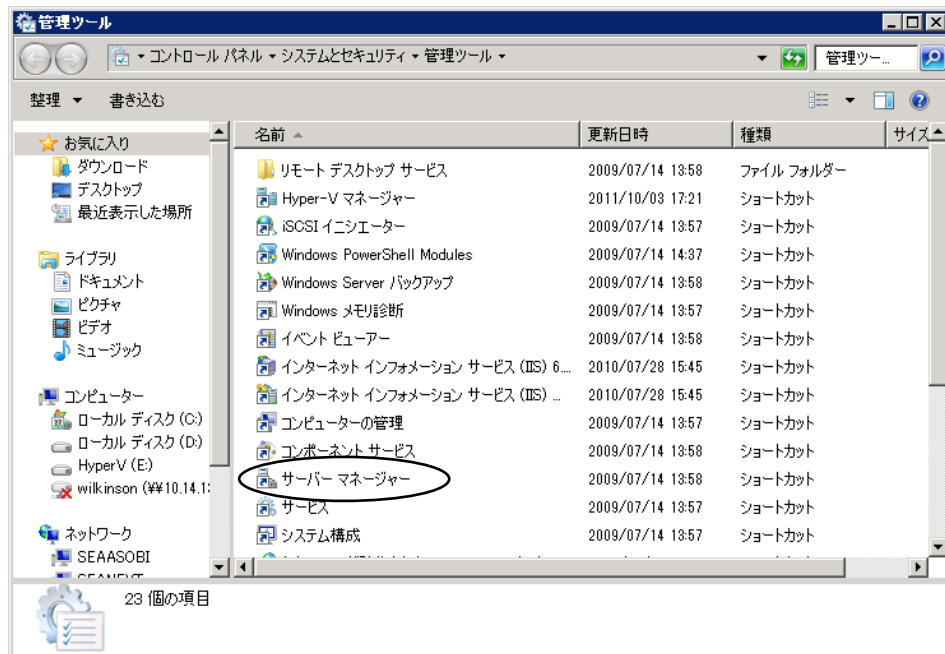 管理ツール
コントロール パネル ▾ システムとセキュリティ ▾ 管理ツール ▾
管理ツー...
整理 ▼ 書き込む
お気に入り
ダウンロード
デスクトップ
最近表示した場所
ライブラリ
ドキュメント
ピクチャ
ビデオ
ミュージック
コンピューター
ローカル ディスク (C:)
ローカル ディスク (D:)
HyperV (E:)
wilkinson (¥¥10.14.1
ネットワーク
SEAASOBI
名前 更新日時 種類 サイズ
リモート デスクトップ サービス 2009/07/14 13:58 ファイル フォルダー
Hyper-V マネージャー 2011/10/03 17:21 ショートカット
iSCSI イニシエーター 2009/07/14 13:57 ショートカット
Windows PowerShell Modules 2009/07/14 14:37 ショートカット
Windows Server バックアップ 2009/07/14 13:58 ショートカット
Windows メモリ診断 2009/07/14 13:57 ショートカット
イベント ビューアー 2009/07/14 13:58 ショートカット
インターネット インフォメーション サービス (IIS) 6.... 2010/07/28 15:45 ショートカット
インターネット インフォメーション サービス (IIS) ... 2010/07/28 15:45 ショートカット
コンピューターの管理 2009/07/14 13:57 ショートカット
コンポーネント サービス 2009/07/14 13:58 ショートカット
サーバー マネージャー 2009/07/14 13:58 ショートカット
サービス 2009/07/14 13:57 ショートカット
システム構成 2009/07/14 13:57 ショートカット
23 個の項目